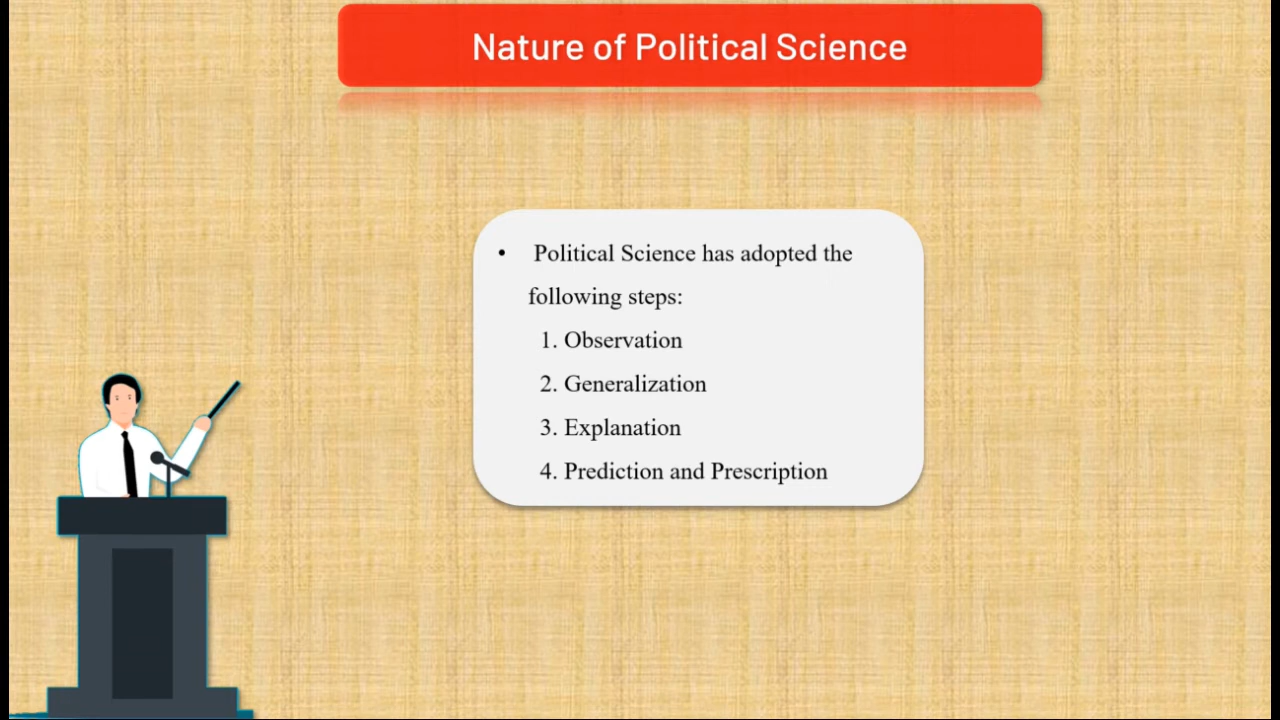 Nature of Political Science
• Political Science has adopted the
following steps:
1. Observation
2. Generalization
3. Explanation
4. Prediction and Prescription